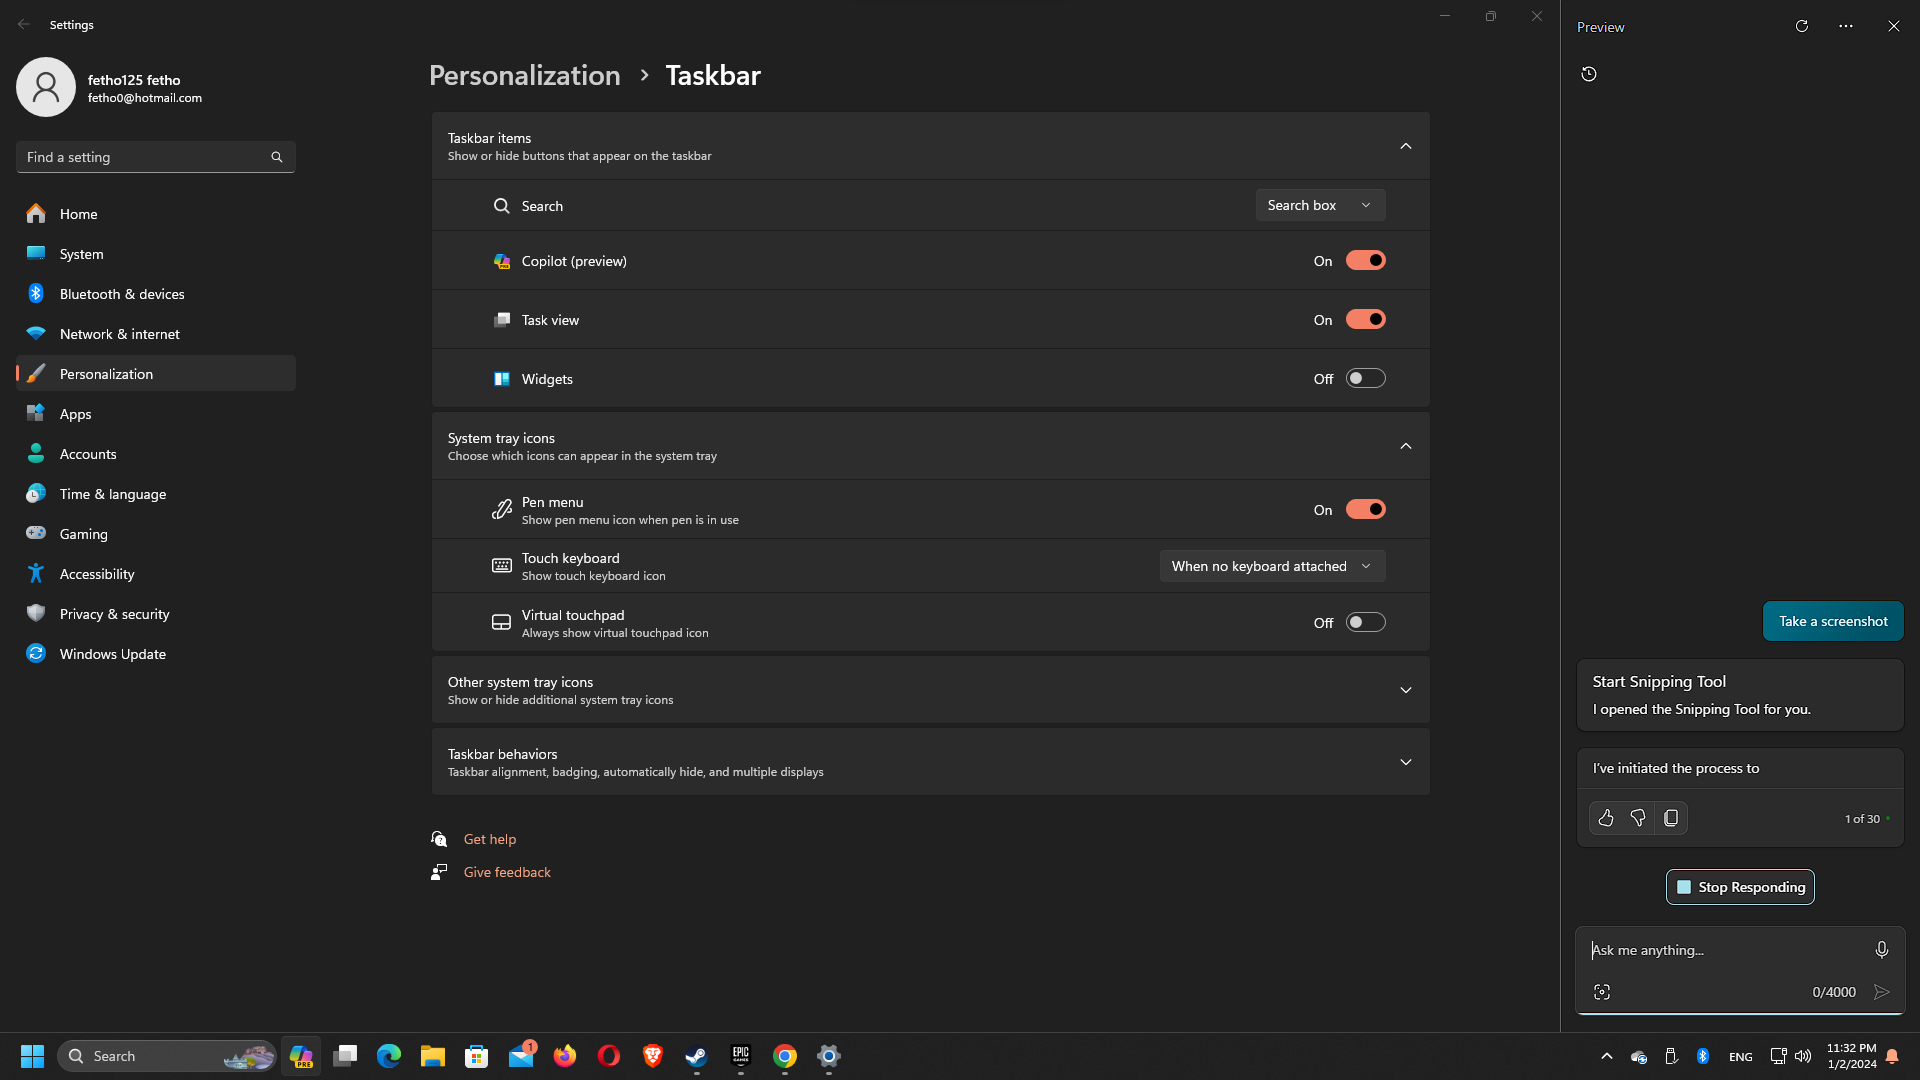 Settings
fetho125 fetho
fetho0@hotmail.com
Find a setting
Home
System
Bluetooth & devices
Network & internet
Personalization
Apps
Accounts
Time & language
Gaming
Accessibility
Privacy & security
Windows Update
Personalization > Taskbar
Taskbar items
Show or hide buttons that appear on the taskbar
Search
Search box
Copilot (preview)
On
Task view
On
Widgets
Off
System tray icons
Choose which icons can appear in the system tray
Pen menu
Show pen menu icon when pen is in use
On
Touch keyboard
Show touch keyboard icon
When no keyboard attached
Virtual touchpad
Always show virtual touchpad icon
Off
Other system tray icons
Show or hide additional system tray icons
Taskbar behaviors
Taskbar alignment, badging, automatically hide, and multiple displays
Get help
Give feedback
Preview
Take a screenshot
Start Snipping Tool
I opened the Snipping Tool for you.
I've initiated the process to
1 of 30
Stop Responding
Ask me anything...
0/4000
Search
PRE
1
EPIC
GAMES
ENG
11:32 PM
1/2/2024